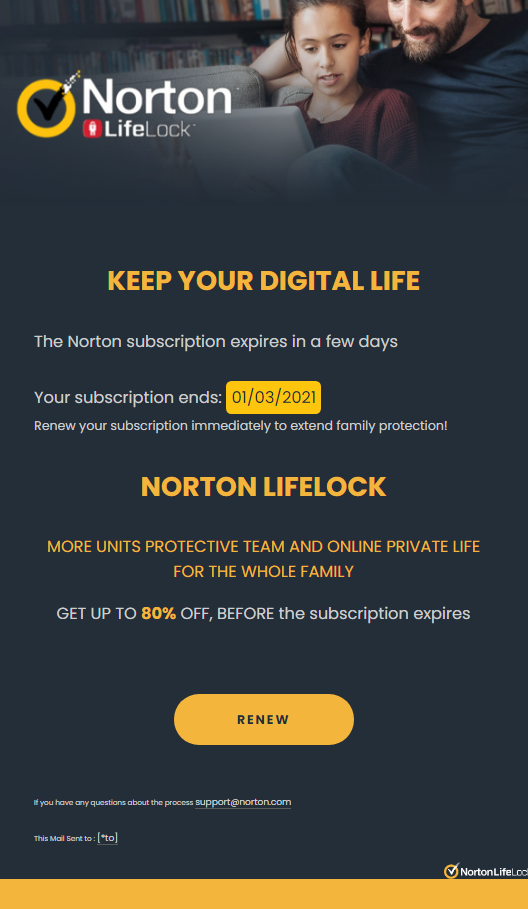 Norton
LifeLock
KEEP YOUR DIGITAL LIFE
The Norton subscription expires in a few days
Your subscription ends: 01/03/2021
Renew your subscription immediately to extend family protection!
NORTON LIFELOCK
MORE UNITS PROTECTIVE TEAM AND ONLINE PRIVATE LIFE
FOR THE WHOLE FAMILY
GET UP TO 80% OFF, BEFORE the subscription expires
RENEW
If you have any questions about the process support@norton.com
This Mail Sent to : [*to]
NortonLifeLoc